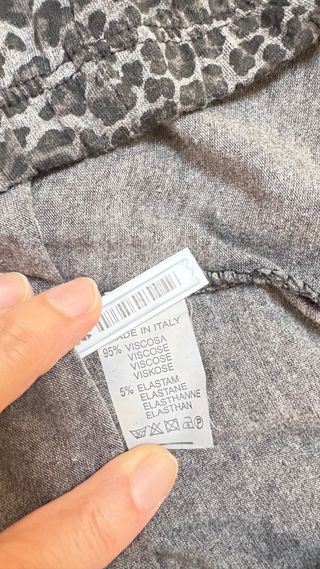 MADE IN ITALY
95% VISCOSA
VISCOSE
VISCOSE
VISKOSE
5% ELASTAM
ELASTANE
ELASTHANNE
ELASTHAN
P